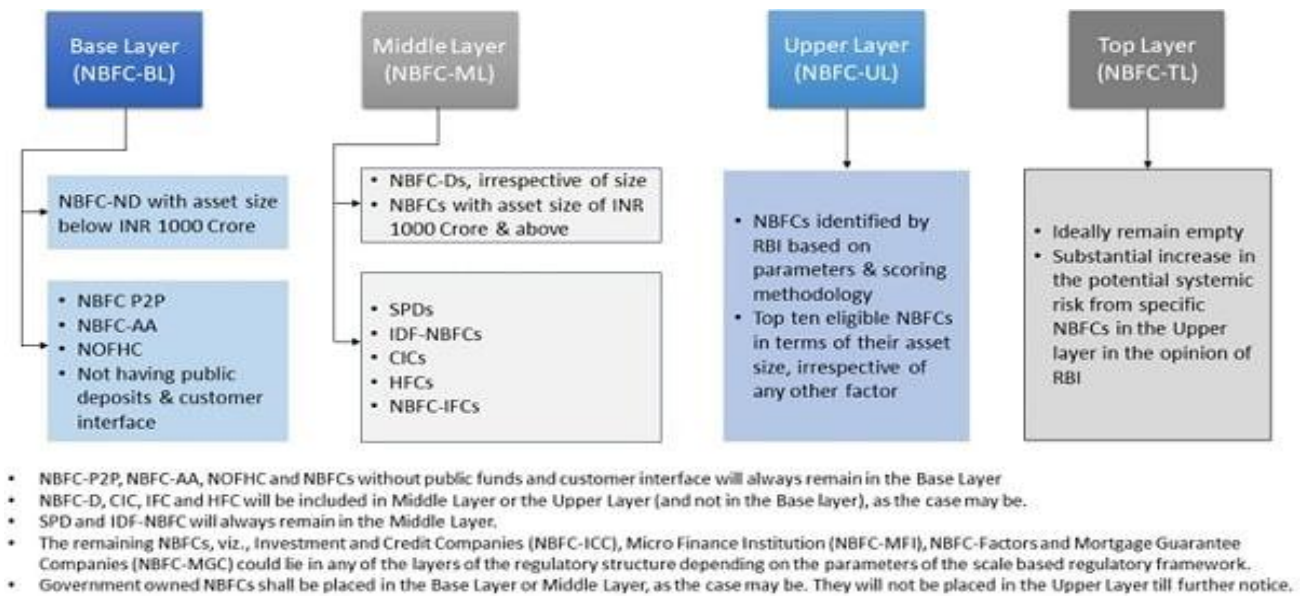 Base Layer
(NBFC-BL)
NBFC-ND with asset size
below INR 1000 Crore
• NBFC P2P
• NBFC-AA
• NOFHC
• Not having public
deposits & customer
interface
Middle Layer
(NBFC-ML)
• NBFC-Ds, irrespective of size
• NBFCs with asset size of INR
1000 Crore & above
• SPDs
• IDF-NBFCs
• CICs
• HFCs
• NBFC-IFCs
Upper Layer
(NBFC-UL)
• NBFCs identified by
RBI based on
parameters & scoring
methodology
• Top ten eligible NBFCs
in terms of their asset
size, irrespective of
any other factor
Top Layer
(NBFC-TL)
• Ideally remain empty
• Substantial increase in
the potential systemic
risk from specific
NBFCs in the Upper
layer in the opinion of
RBI
• NBFC-P2P, NBFC-AA, NOFHC and NBFCs without public funds and customer interface will always remain in the Base Layer
• NBFC-D, CIC, IFC and HFC will be included in Middle Layer or the Upper Layer (and not in the Base layer), as the case may be.
• SPD and IDF-NBFC will always remain in the Middle Layer.
• The remaining NBFCs, viz., Investment and Credit Companies (NBFC-ICC), Micro Finance Institution (NBFC-MFI), NBFC-Factors and Mortgage Guarantee
Companies (NBFC-MGC) could lie in any of the layers of the regulatory structure depending on the parameters of the scale based regulatory framework.
• Government owned NBFCs shall be placed in the Base Layer or Middle Layer, as the case may be. They will not be placed in the Upper Layer till further notice.